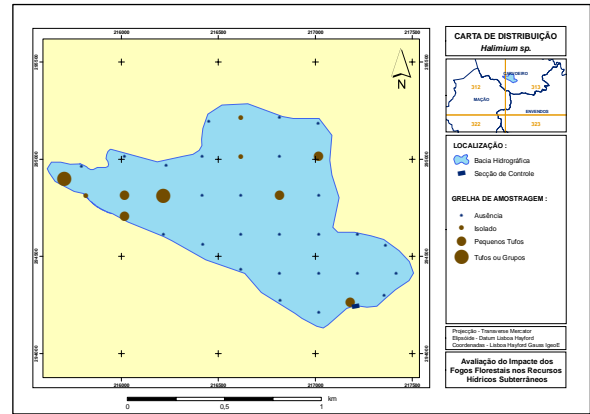 CARTA DE DISTRIBUIÇÃO
Halimium sp.
216000
216500
217000
217500
N
312
313
MAÇÃO
ENVENDOS
322
323
LOCALIZAÇÃO :
Bacia Hidrográfica
Secção de Controle
GRELHA DE AMOSTRAGEM :
Ausência
Isolado
Pequenos Tufos
Tufos ou Grupos
Projecção - Transverse Mercator
Elipsóide - Datum Lisboa Hayford
Coordenadas - Lisboa Hayford Gauss IgeoE
Avaliação do Impacte dos
Fogos Florestais nos Recursos
Hídricos Subterrâneos
km
0
0,5
1